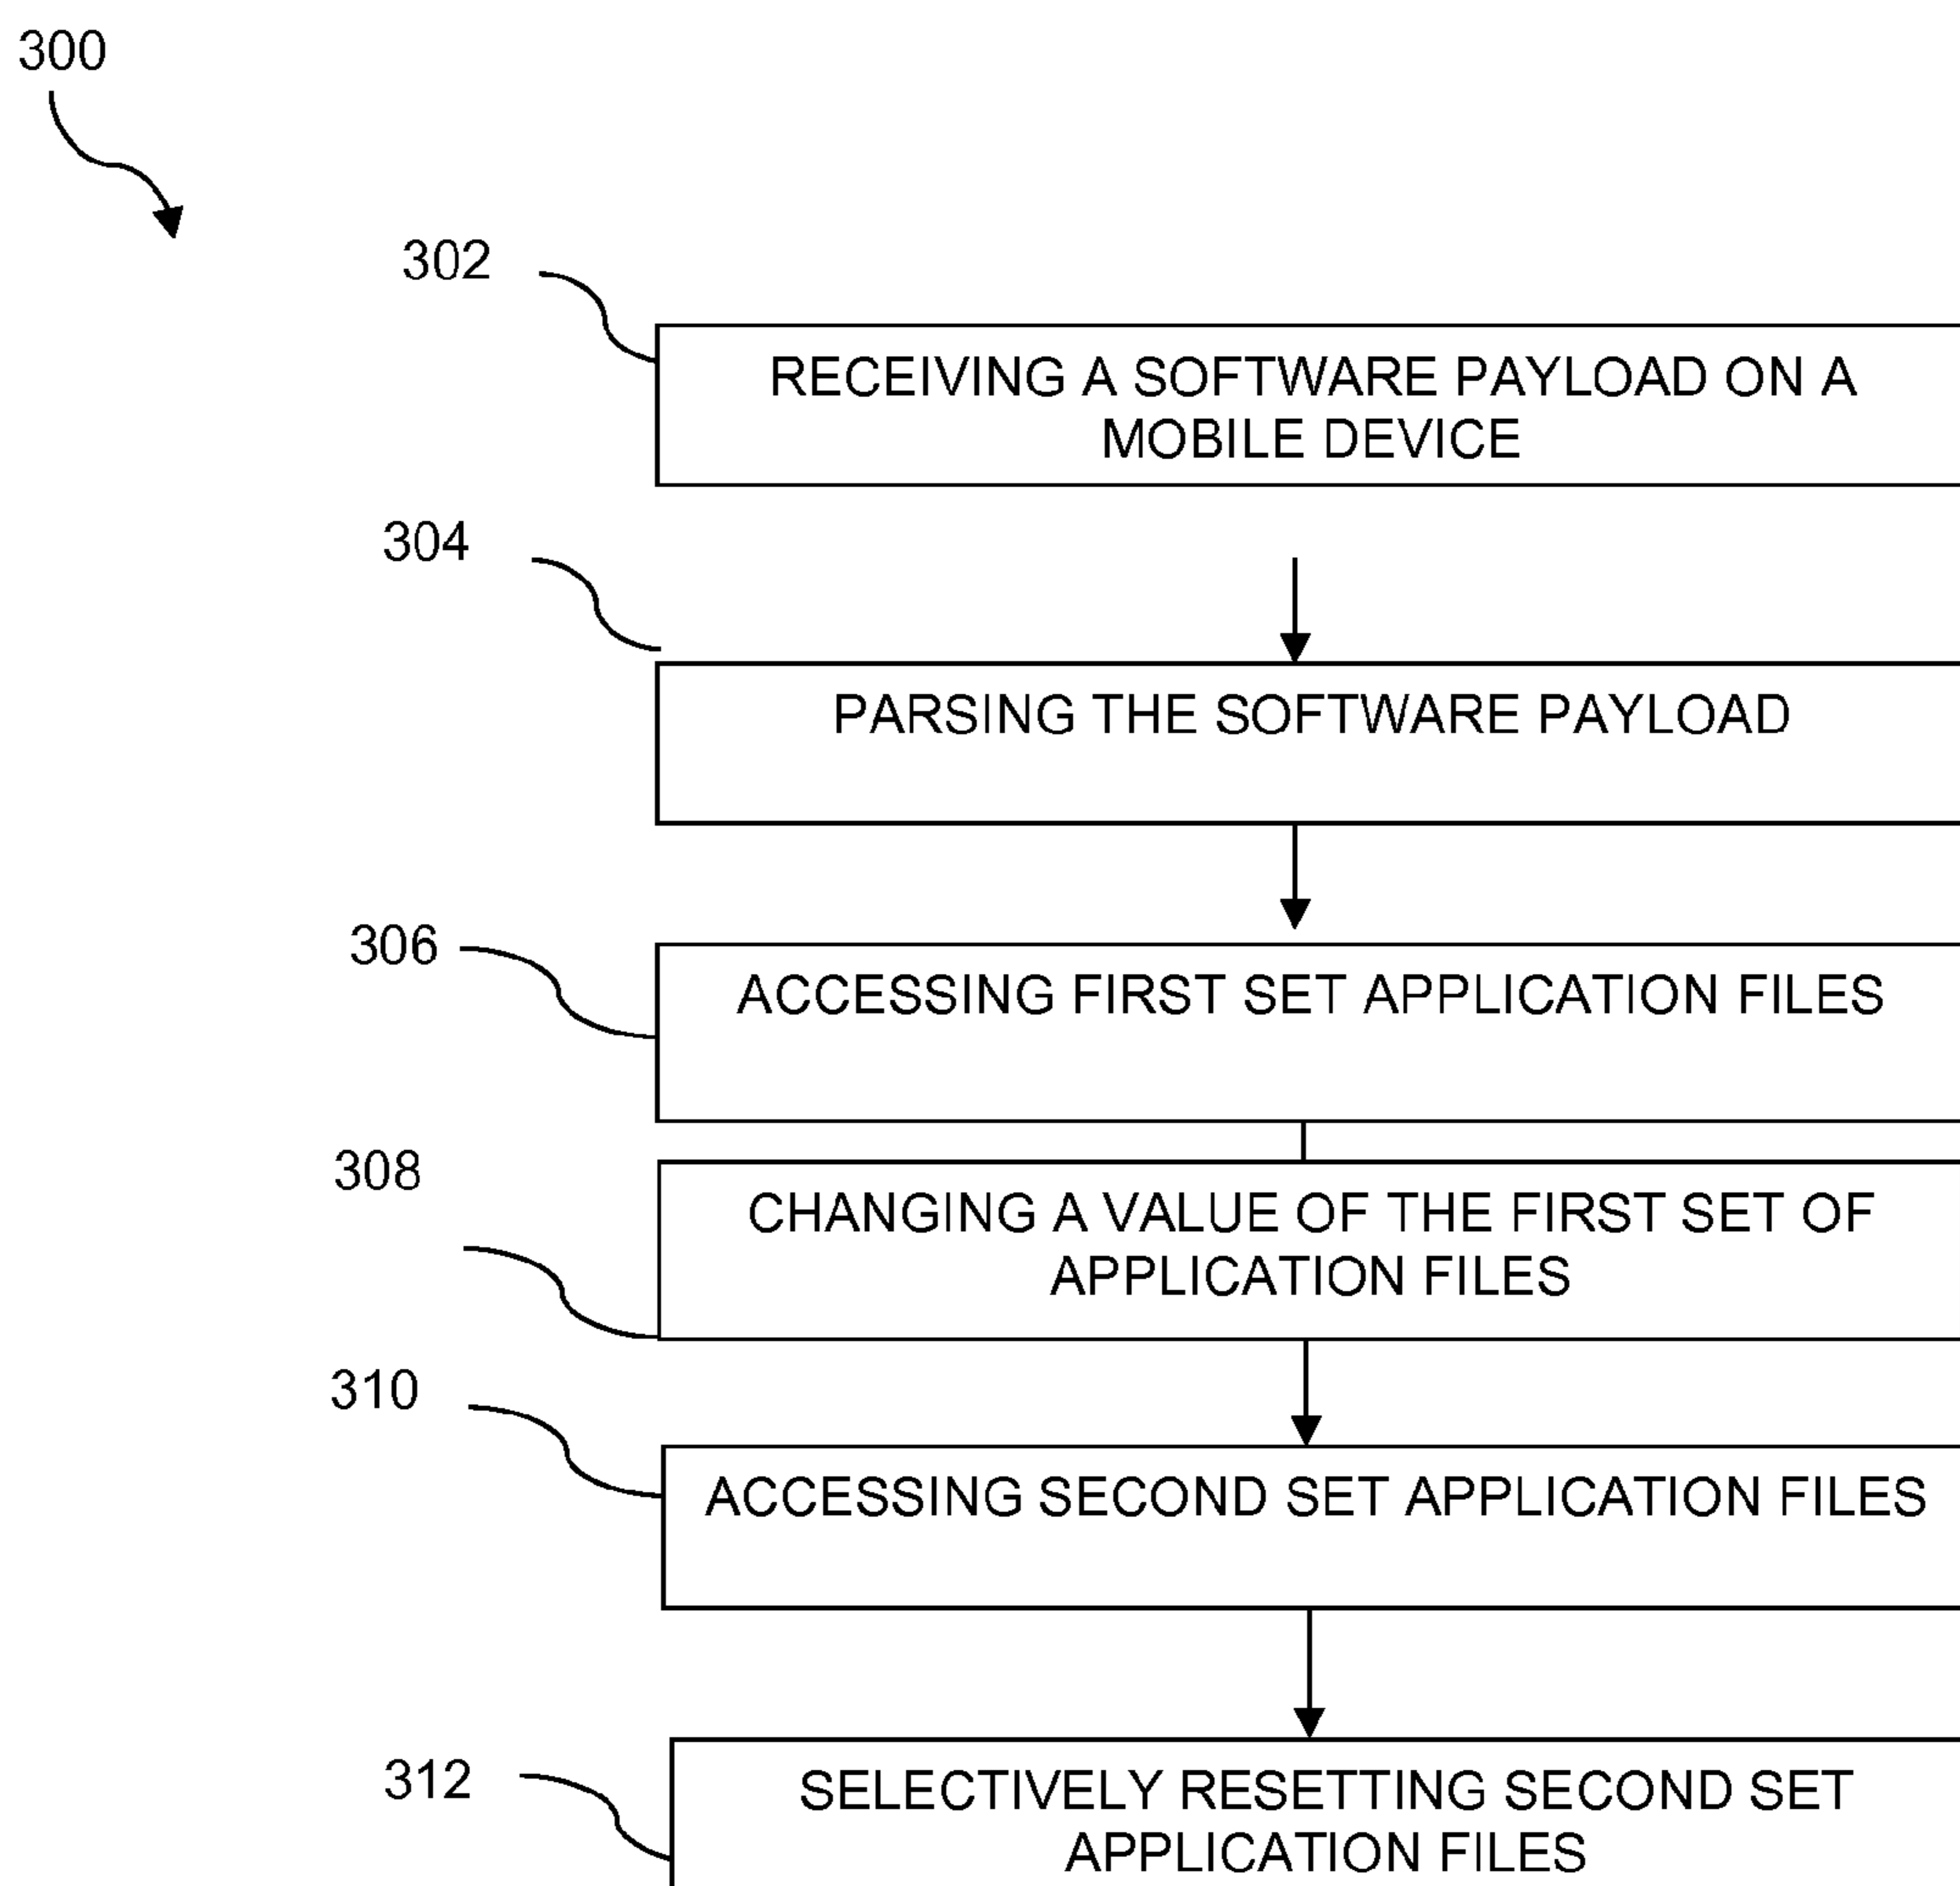 300
302
RECEIVING A SOFTWARE PAYLOAD ON A
MOBILE DEVICE
304
PARSING THE SOFTWARE PAYLOAD
306
ACCESSING FIRST SET APPLICATION FILES
308
CHANGING A VALUE OF THE FIRST SET OF
APPLICATION FILES
310
ACCESSING SECOND SET APPLICATION FILES
312
SELECTIVELY RESETTING SECOND SET
APPLICATION FILES